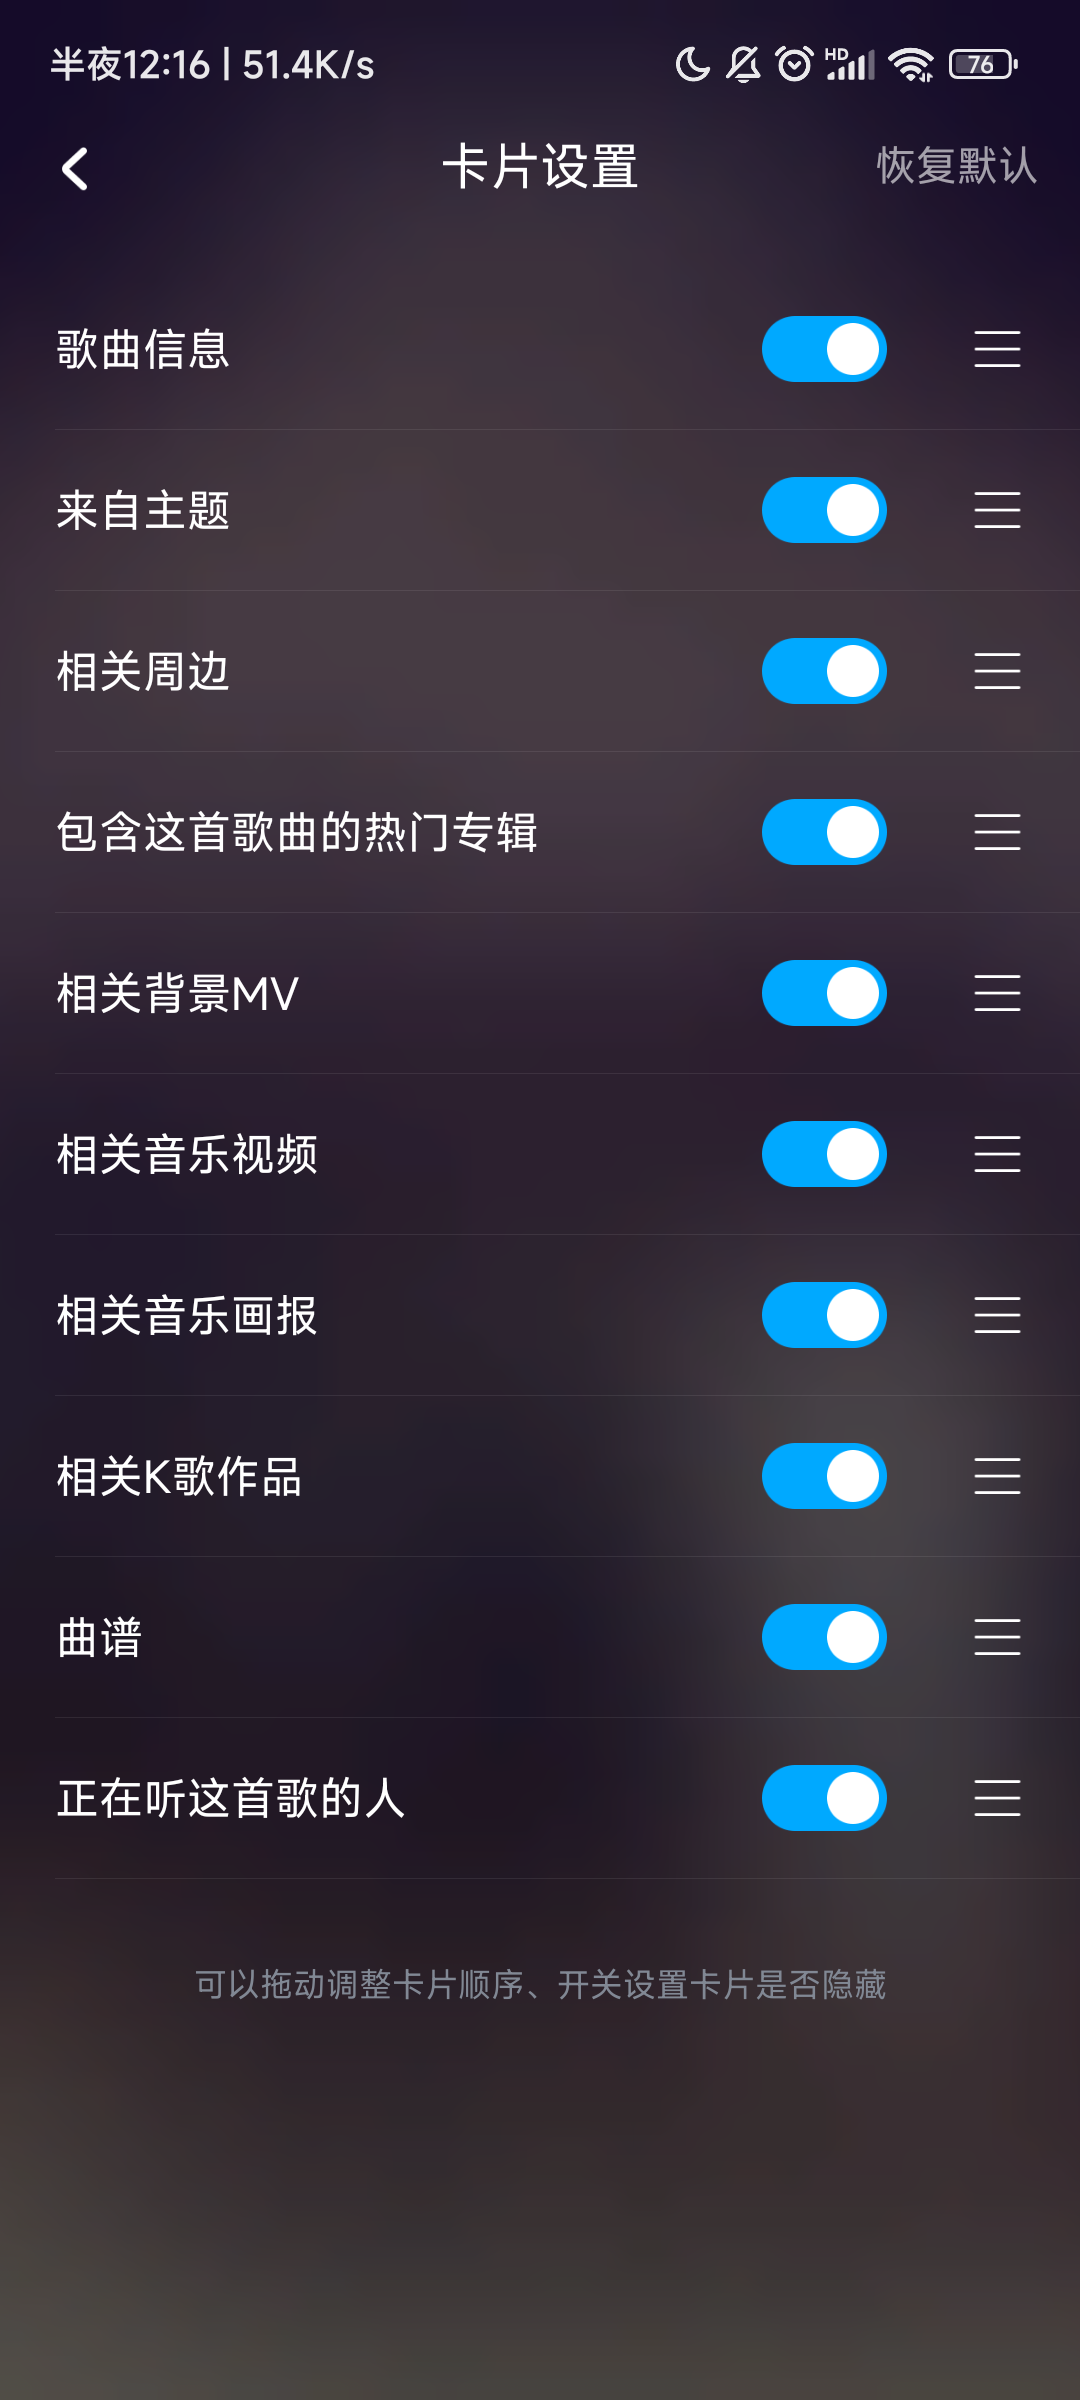 半夜12:16 | 51.4K/s HD 76
卡片设置 恢复默认
歌曲信息
来自主题
相关周边
包含这首歌曲的热门专辑
相关背景MV
相关音乐视频
相关音乐画报
相关K歌作品
曲谱
正在听这首歌的人
可以拖动调整卡片顺序、开关设置卡片是否隐藏